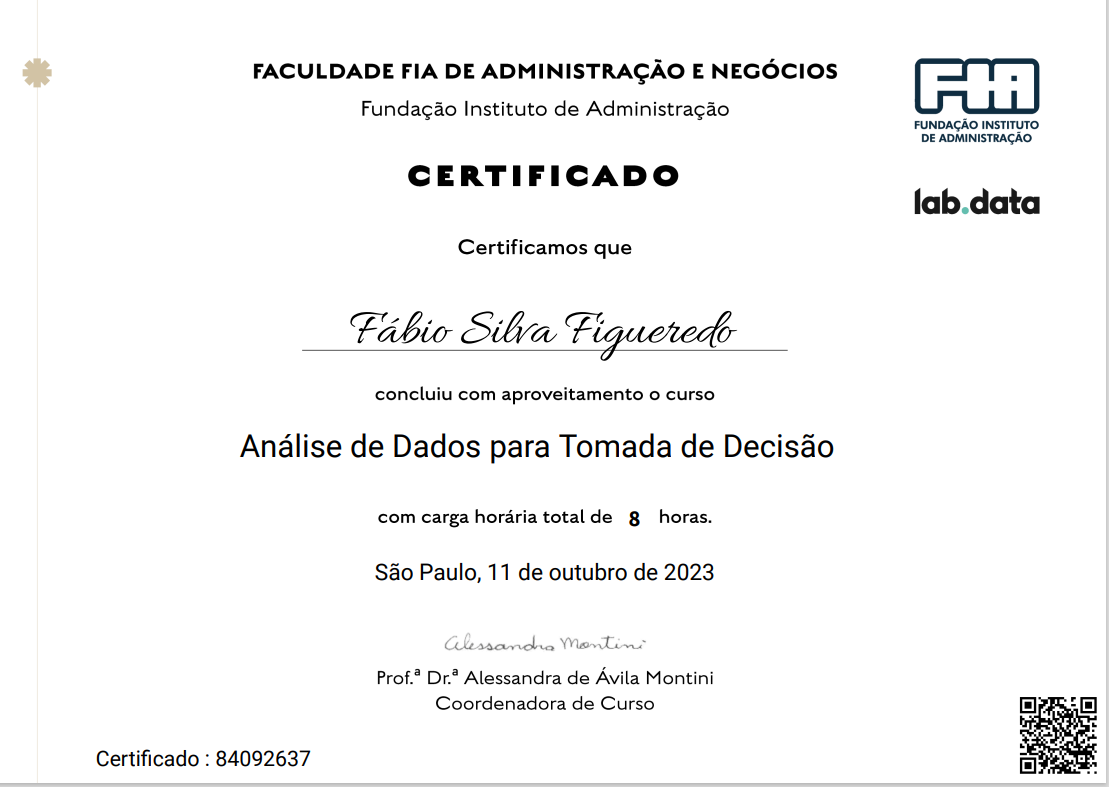 FACULDADE FIA DE ADMINISTRAÇÃO E NEGÓCIOS
Fundação Instituto de Administração
FIA
FUNDAÇÃO INSTITUTO
DE ADMINISTRAÇÃO
CERTIFICADO
lab.data
Certificamos que
Fábio Silva Figueredo
concluiu com aproveitamento o curso
Análise de Dados para Tomada de Decisão
com carga horária total de 8 horas.
São Paulo, 11 de outubro de 2023
Alessandra Montini
Prof.ª Dr.ª Alessandra de Ávila Montini
Coordenadora de Curso
Certificado : 84092637